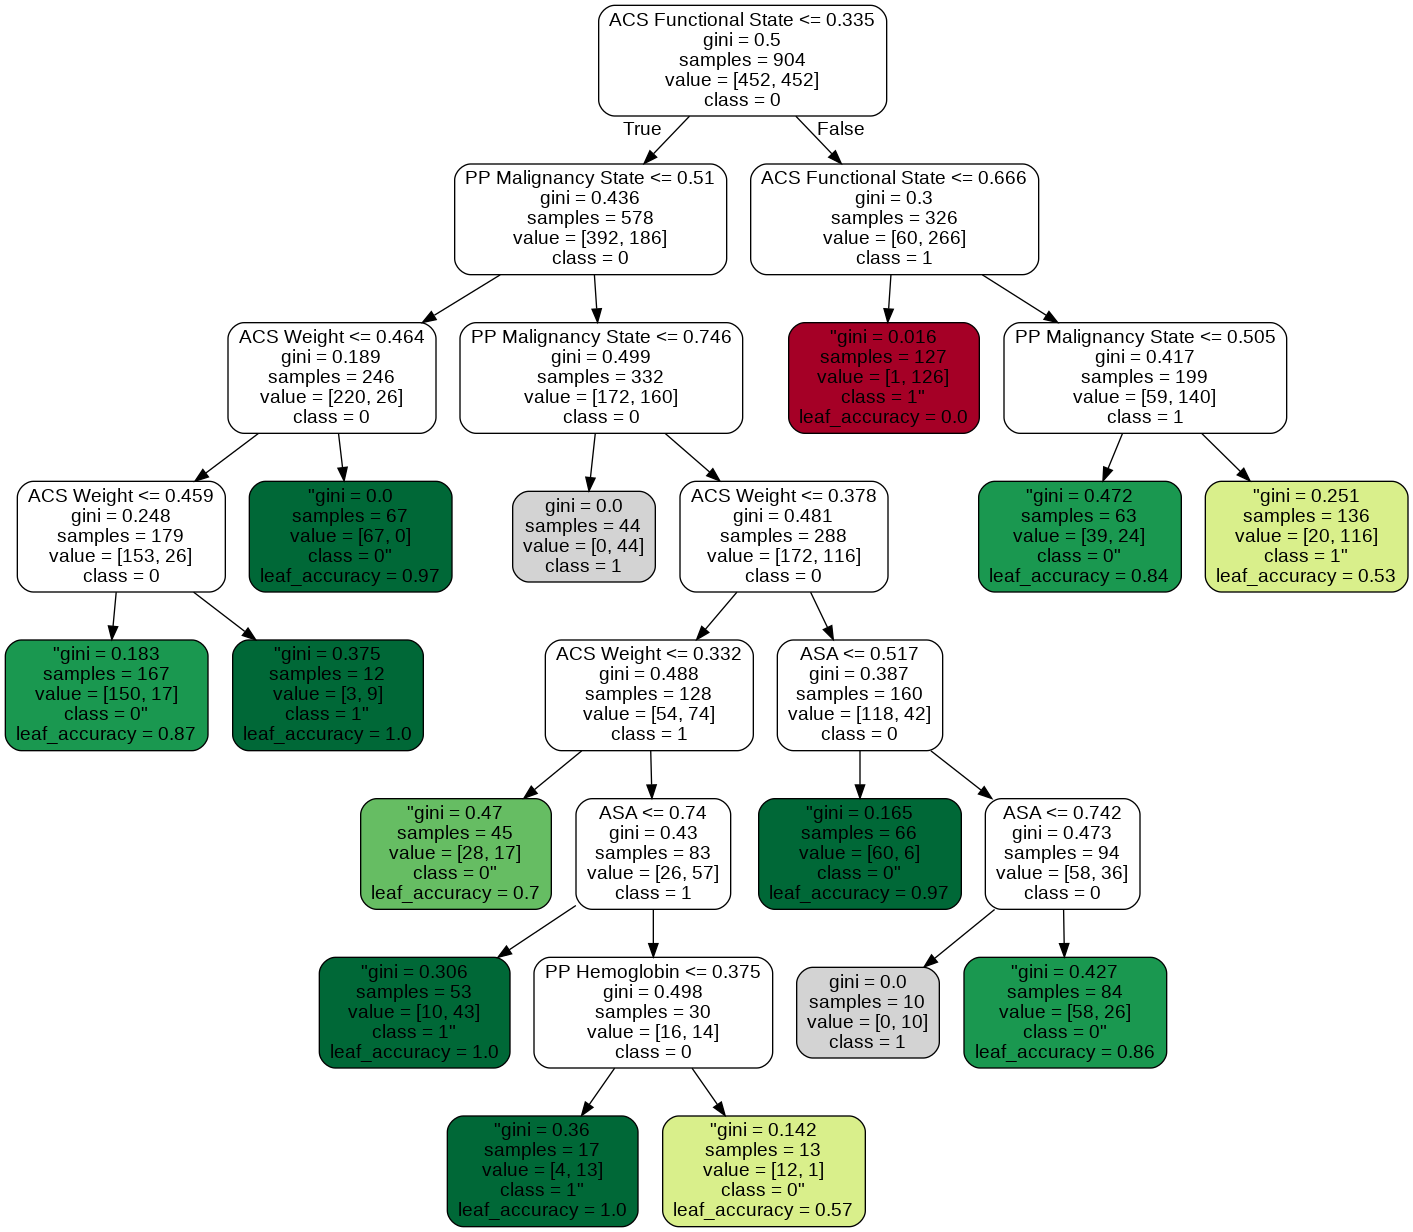 ACS Functional State <= 0.335
gini = 0.5
samples = 904
value = [452, 452]
class = 0
True
False
PP Malignancy State <= 0.51
gini = 0.436
samples = 578
value = [392, 186]
class = 0
ACS Functional State <= 0.666
gini = 0.3
samples = 326
value = [60, 266]
class = 1
ACS Weight <= 0.464
gini = 0.189
samples = 246
value = [220, 26]
class = 0
PP Malignancy State <= 0.746
gini = 0.499
samples = 332
value = [172, 160]
class = 0
"gini = 0.016
samples = 127
value = [1, 126]
class = 1"
leaf_accuracy = 0.0
PP Malignancy State <= 0.505
gini = 0.417
samples = 199
value = [59, 140]
class = 1
ACS Weight <= 0.459
gini = 0.248
samples = 179
value = [153, 26]
class = 0
"gini = 0.0
samples = 67
value = [67, 0]
class = 0"
leaf_accuracy = 0.97
gini = 0.0
samples = 44
value = [0, 44]
class = 1
ACS Weight <= 0.378
gini = 0.481
samples = 288
value = [172, 116]
class = 0
"gini = 0.472
samples = 63
value = [39, 24]
class = 0"
leaf_accuracy = 0.84
"gini = 0.251
samples = 136
value = [20, 116]
class = 1"
leaf_accuracy = 0.53
"gini = 0.183
samples = 167
value = [150, 17]
class = 0"
leaf_accuracy = 0.87
"gini = 0.375
samples = 12
value = [3, 9]
class = 1"
leaf_accuracy = 1.0
ACS Weight <= 0.332
gini = 0.488
samples = 128
value = [54, 74]
class = 1
ASA <= 0.517
gini = 0.387
samples = 160
value = [118, 42]
class = 0
"gini = 0.47
samples = 45
value = [28, 17]
class = 0"
leaf_accuracy = 0.7
ASA <= 0.74
gini = 0.43
samples = 83
value = [26, 57]
class = 1
"gini = 0.165
samples = 66
value = [60, 6]
class = 0"
leaf_accuracy = 0.97
ASA <= 0.742
gini = 0.473
samples = 94
value = [58, 36]
class = 0
"gini = 0.306
samples = 53
value = [10, 43]
class = 1"
leaf_accuracy = 1.0
PP Hemoglobin <= 0.375
gini = 0.498
samples = 30
value = [16, 14]
class = 0
gini = 0.0
samples = 10
value = [0, 10]
class = 1
"gini = 0.427
samples = 84
value = [58, 26]
class = 0"
leaf_accuracy = 0.86
"gini = 0.36
samples = 17
value = [4, 13]
class = 1"
leaf_accuracy = 1.0
"gini = 0.142
samples = 13
value = [12, 1]
class = 0"
leaf_accuracy = 0.57